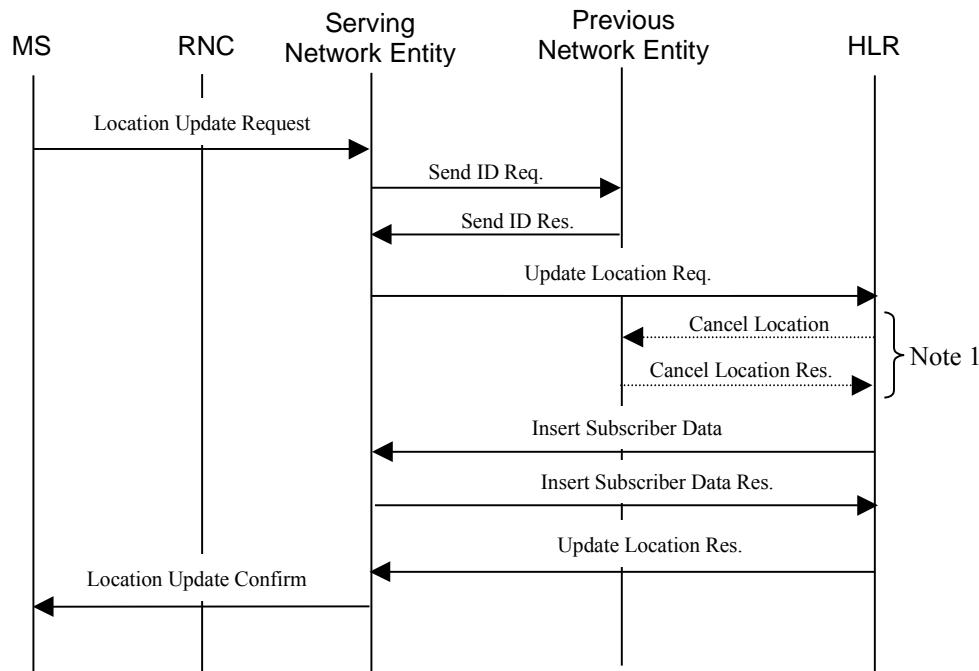 MS
RNC
Serving
Network Entity
Previous
Network Entity
HLR
Location Update Request
Send ID Req.
Send ID Res.
Update Location Req.
Cancel Location
Note 1
Cancel Location Res.
Insert Subscriber Data
Insert Subscriber Data Res.
Update Location Res.
Location Update Confirm